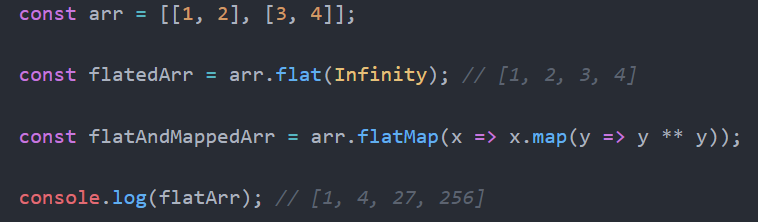 const arr = [[1, 2], [3, 4]];
const flatedArr = arr.flat(Infinity); // [1, 2, 3, 4]
const flatAndMappedArr = arr.flatMap(x => x.map(y => y ** y));
console.log(flatArr); // [1, 4, 27, 256]